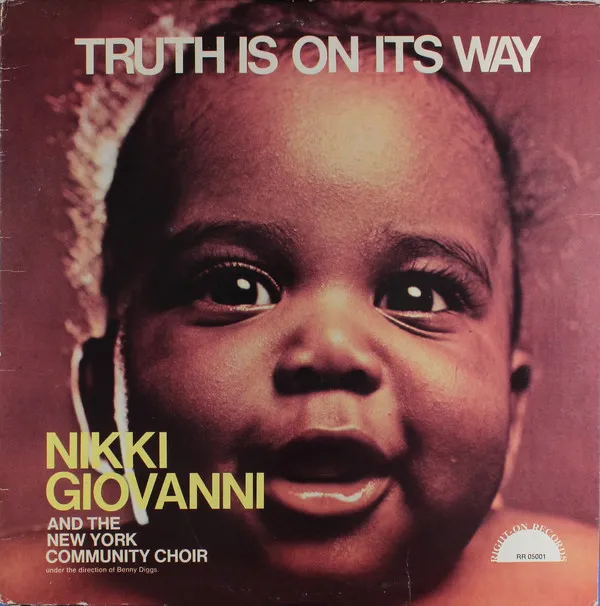 TRUTH IS ON ITS WAY
NIKKI
GIOVANNI
AND THE
NEW YORK
COMMUNITY CHOIR
under the direction of Benny Diggs.
RIGHT-ON RECORDS
RR 05001